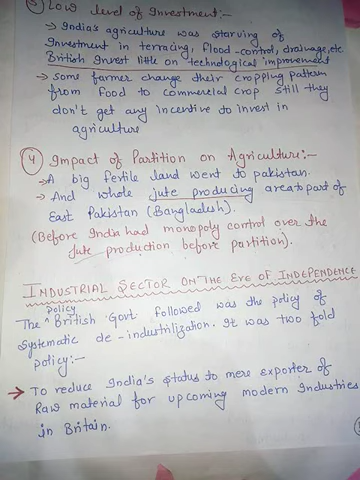 ③ Low level of Investment:-
→ India's agriculture was starving of
Investment in terracing, flood-control, drainage, etc.
British Invest little on technological improvement
→ Some farmer change their cropping pattern
from food to commercial crop still they
don't get any incentive to invest in
agriculture
④ Impact of Partition on Agriculture:-
→ A big fertile land went to pakistan.
→ And whole jute producing area to part of
East Pakistan (Bangladesh).
(Before India had monopoly control over the
Jute production before partition).
INDUSTRIAL SECTOR ON THE EVE OF INDEPENDENCE
policy
The ^ British Govt. followed was the policy of
systematic de-industrilization. It was two fold
policy:-
→ To reduce India's status to mere exporter of
Raw material for upcoming modern Industries
in Britain.